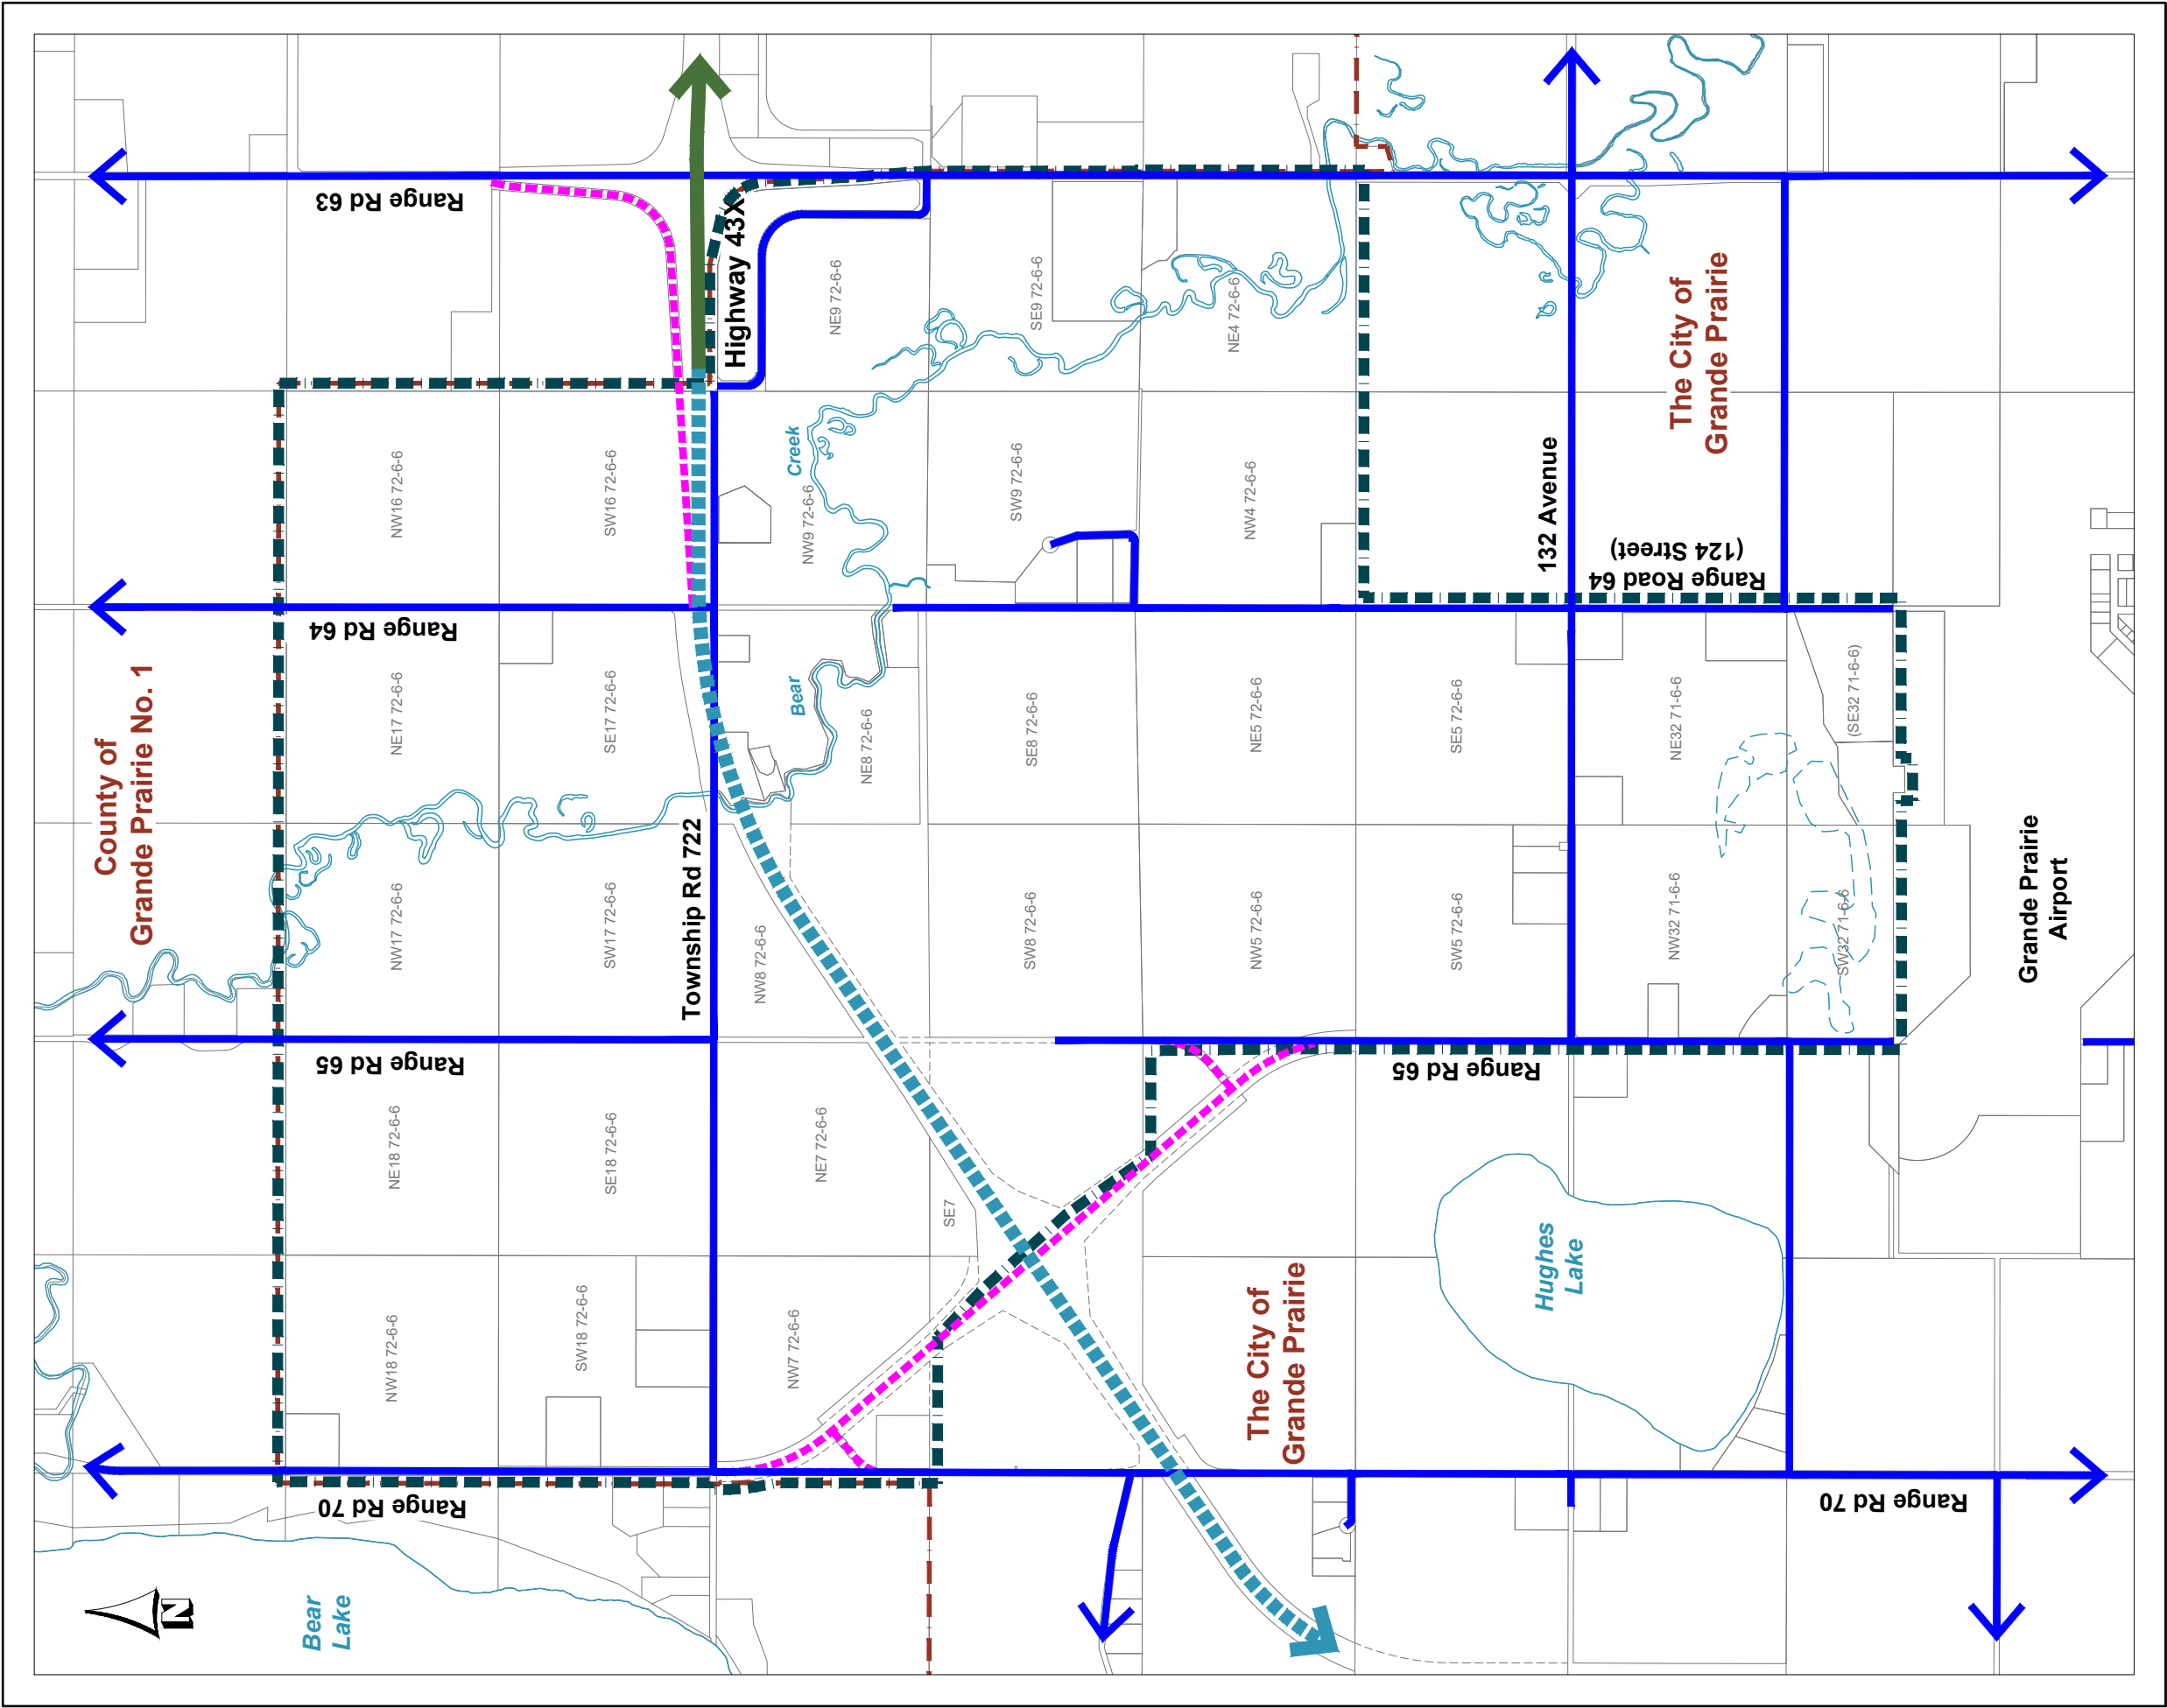 County of
Grande Prairie No. 1
Bear
Lake
N
Range Rd 70
Range Rd 65
Range Rd 64
Range Rd 63
NW18 72-6-6
NE18 72-6-6
NW17 72-6-6
NE17 72-6-6
NW16 72-6-6
SW18 72-6-6
SE18 72-6-6
SW17 72-6-6
SE17 72-6-6
SW16 72-6-6
Township Rd 722
Highway 43X
NW7 72-6-6
NE7 72-6-6
NW8 72-6-6
Bear
NE8 72-6-6
Creek
NW9 72-6-6
NE9 72-6-6
SE7
SW8 72-6-6
SE8 72-6-6
SW9 72-6-6
SE9 72-6-6
The City of
Grande Prairie
NW5 72-6-6
NE5 72-6-6
NW4 72-6-6
NE4 72-6-6
Range Rd 65
SW5 72-6-6
SE5 72-6-6
Hughes
Lake
132 Avenue
Range Road 64
(124 Street)
The City of
Grande Prairie
NW32 71-6-6
NE32 71-6-6
SW32 71-6-6
(SE32 71-6-6)
Range Rd 70
Grande Prairie
Airport